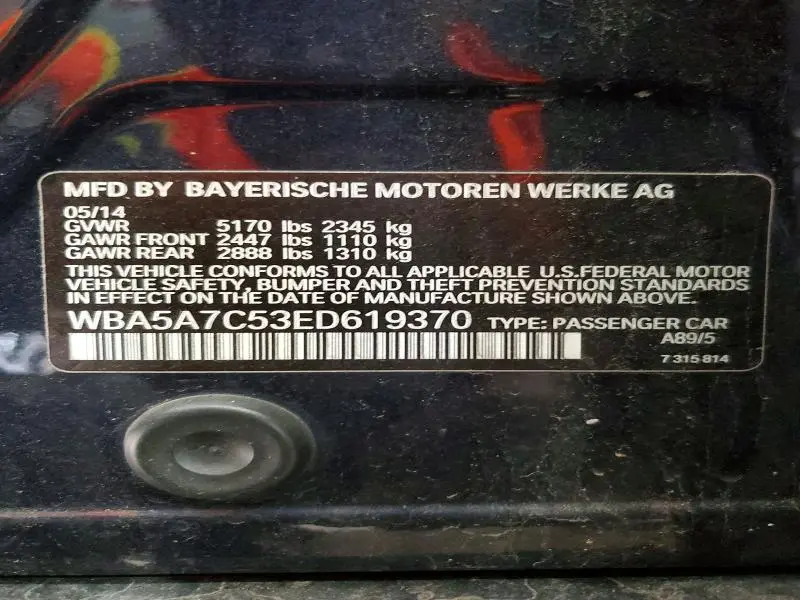 MFD BY BAYERISCHE MOTOREN WERKE AG
05/14
GVWR 5170 lbs 2345 kg
GAWR FRONT 2447 lbs 1110 kg
GAWR REAR 2888 lbs 1310 kg
THIS VEHICLE CONFORMS TO ALL APPLICABLE U.S.FEDERAL MOTOR
VEHICLE SAFETY, BUMPER AND THEFT PREVENTION STANDARDS
IN EFFECT ON THE DATE OF MANUFACTURE SHOWN ABOVE.
WBA5A7C53ED619370 TYPE: PASSENGER CAR
A89/5
7 315 814